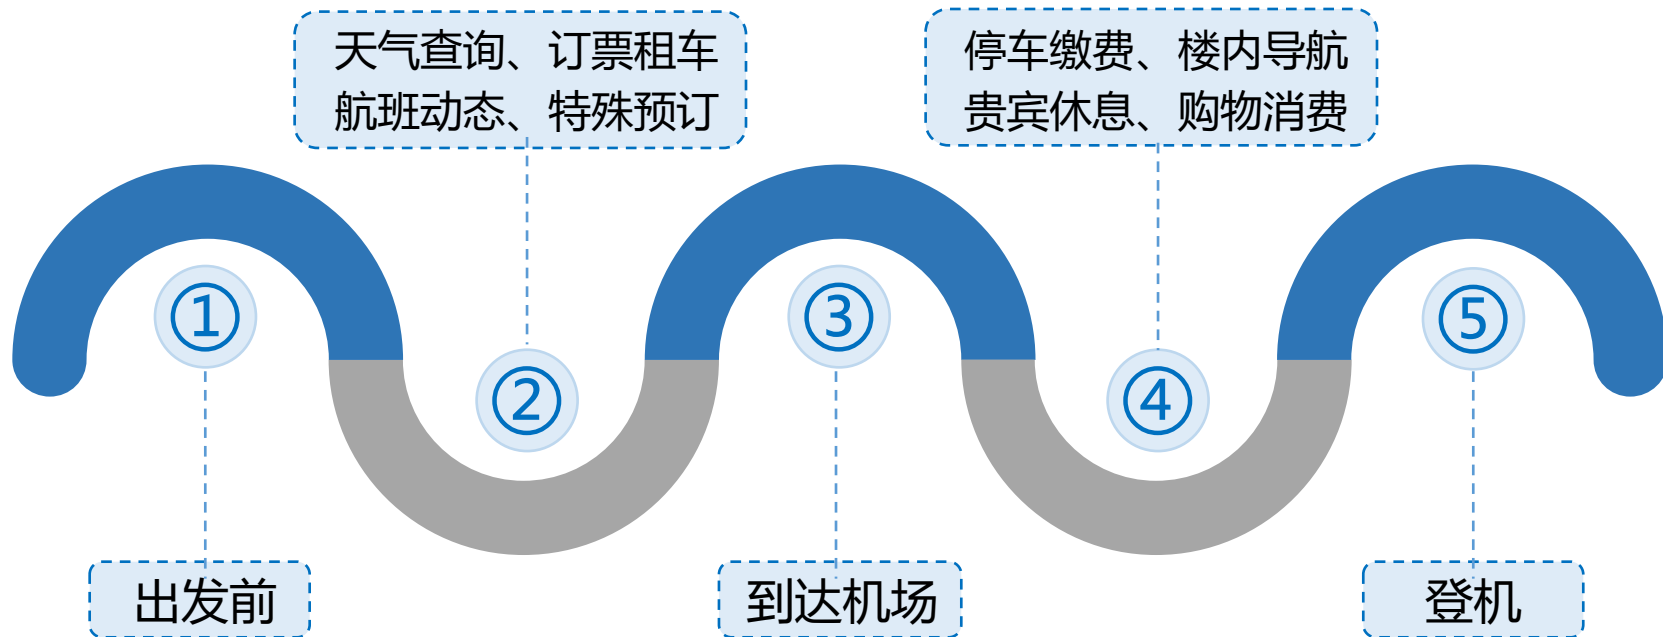 天气查询、订票租车
航班动态、特殊预订
停车缴费、楼内导航
贵宾休息、购物消费
①
②
③
④
⑤
出发前
到达机场
登机